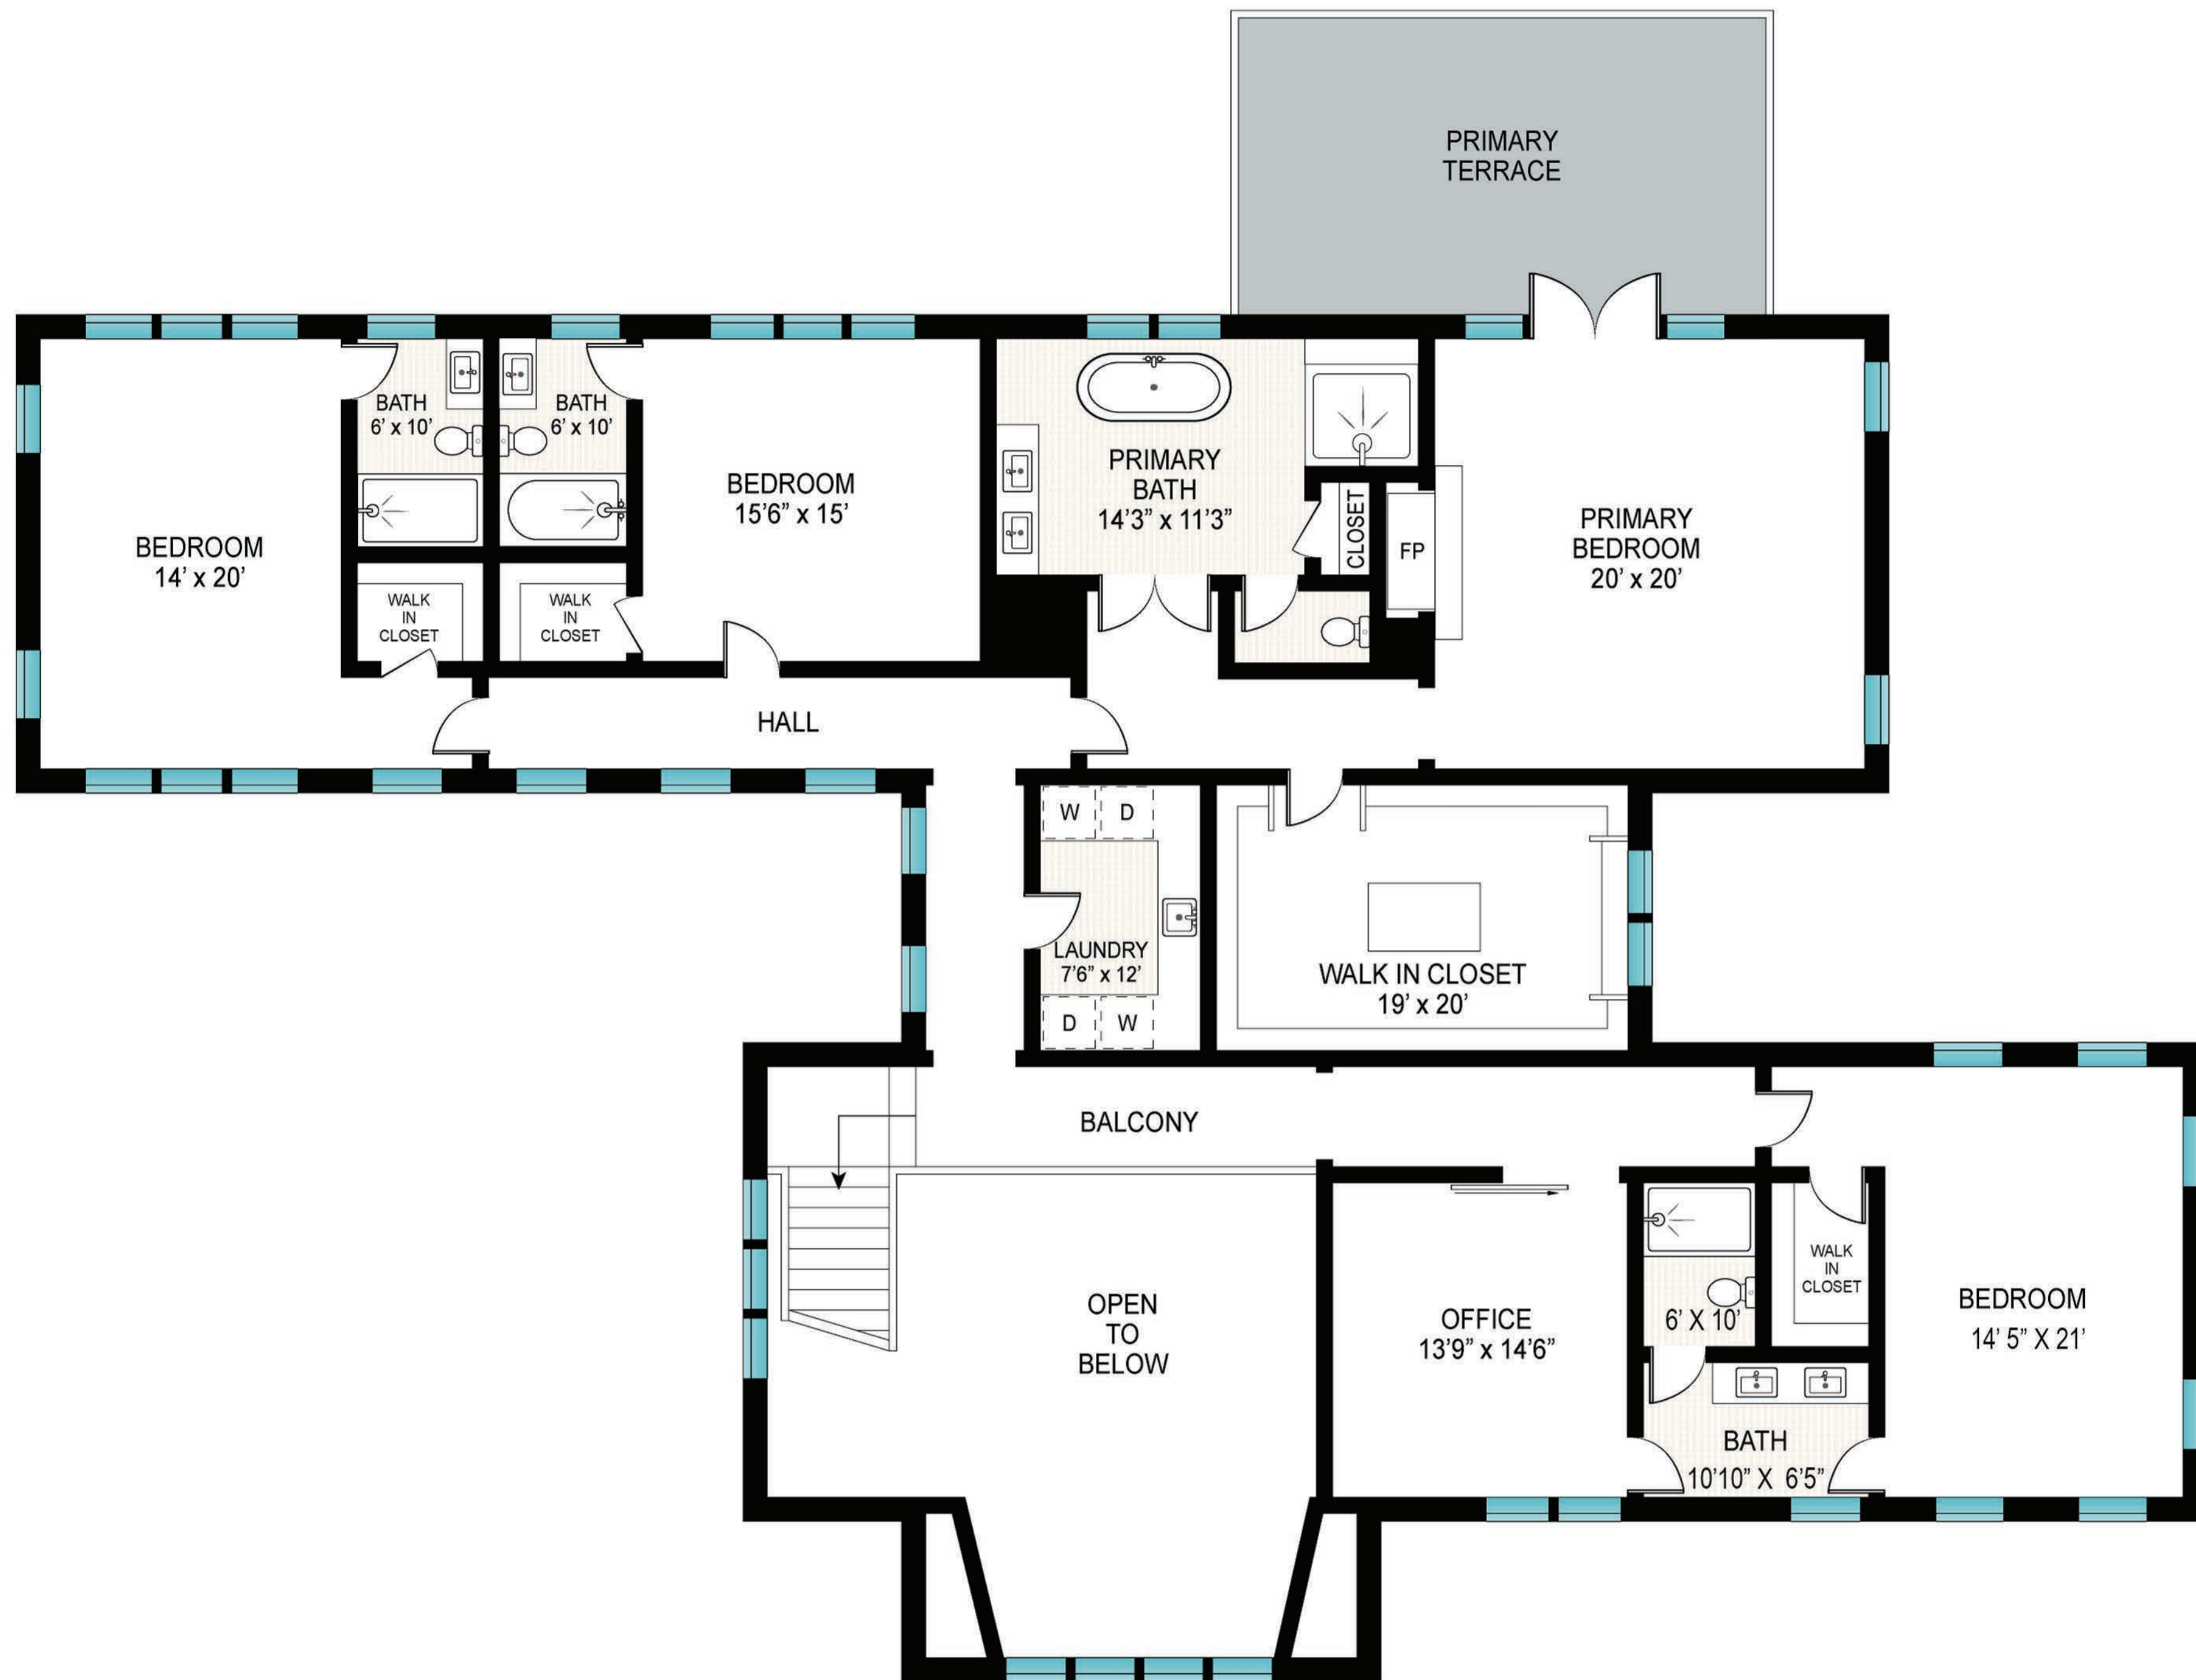 PRIMARY
TERRACE
BATH
6’ x 10’
BATH
6’ x 10’
BEDROOM
14’ x 20’
WALK
IN
CLOSET
WALK
IN
CLOSET
BEDROOM
15’6” x 15’
PRIMARY
BATH
14’3” x 11’3”
CLOSET
FP
PRIMARY
BEDROOM
20’ x 20’
HALL
W D
LAUNDRY
7’6” x 12’
D W
WALK IN CLOSET
19’ x 20’
BALCONY
OPEN
TO
BELOW
OFFICE
13’9” x 14’6”
6’ X 10’
WALK
IN
CLOSET
BATH
10’10” X 6’5”
BEDROOM
14’ 5” X 21’